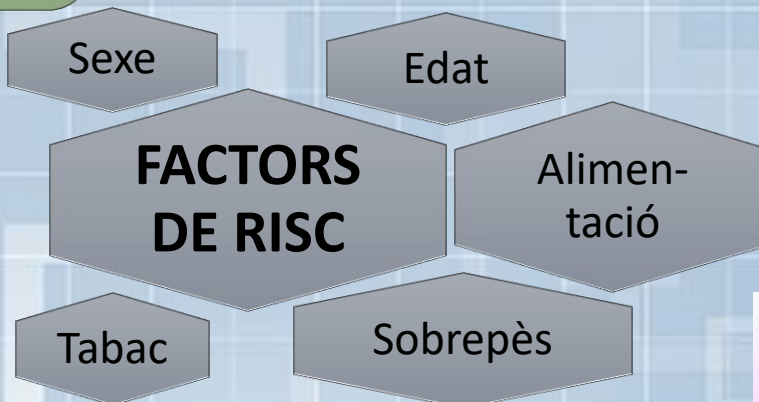 Sexe
Edat
FACTORS
DE RISC
Alimen-
tació
Tabac
Sobrepès